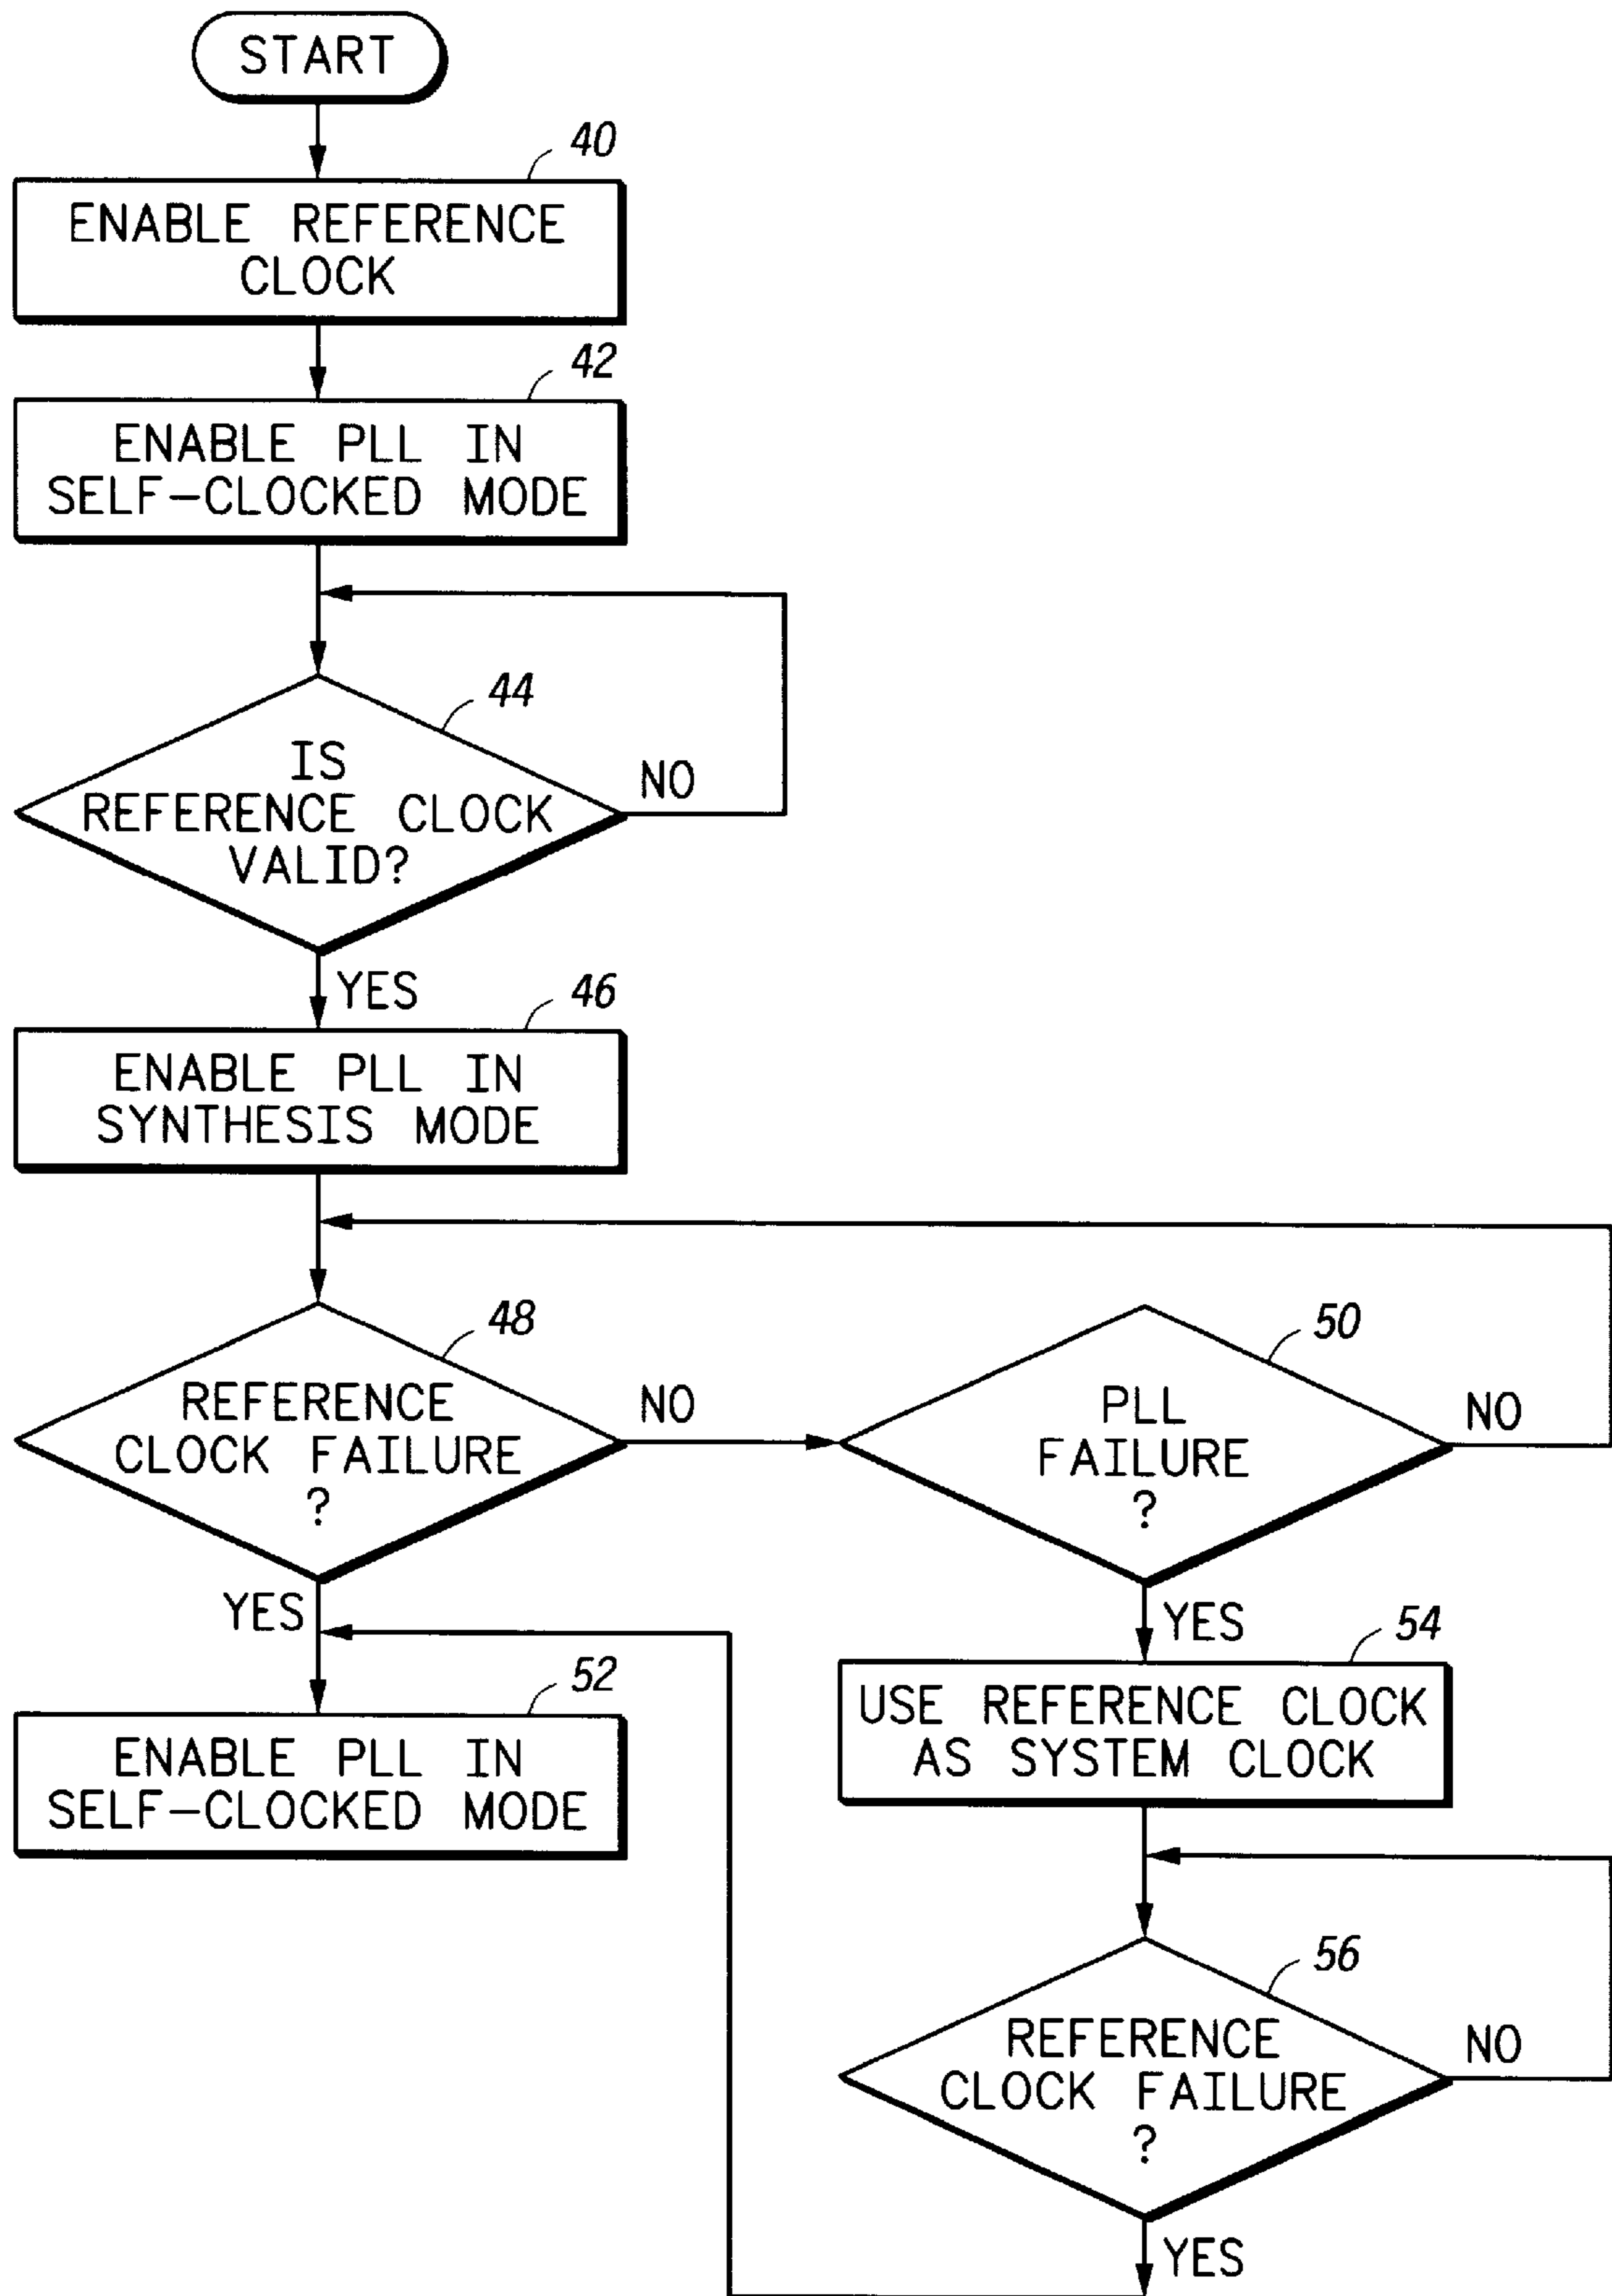 START
40
ENABLE REFERENCE
CLOCK
42
ENABLE PLL IN
SELF-CLOCKED MODE
44
IS
REFERENCE CLOCK
VALID?
NO
YES
46
ENABLE PLL IN
SYNTHESIS MODE
48
REFERENCE
CLOCK FAILURE
?
NO
50
PLL
FAILURE
?
NO
YES
52
ENABLE PLL IN
SELF-CLOCKED MODE
YES
54
USE REFERENCE CLOCK
AS SYSTEM CLOCK
56
REFERENCE
CLOCK FAILURE
?
NO
YES